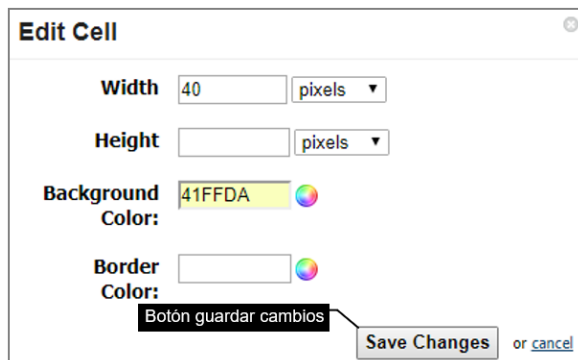 Edit Cell
Width 40 pixels
Height pixels
Background Color: 41FFDA
Border Color:
Botón guardar cambios
Save Changes or cancel